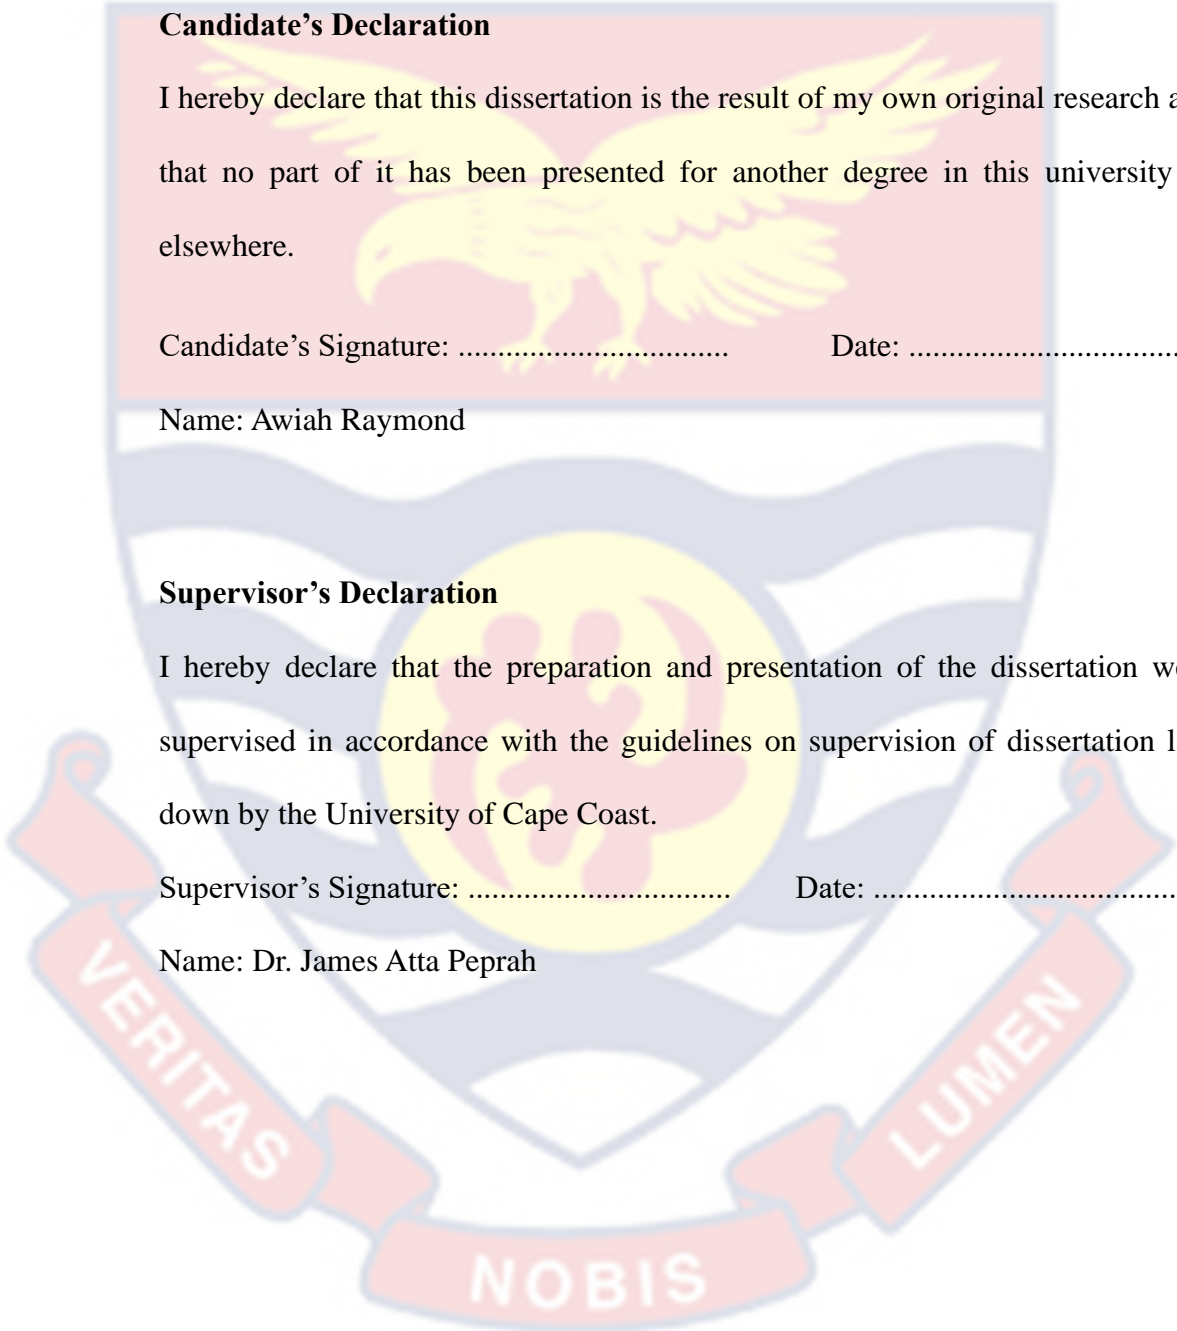 Candidate’s Declaration
I hereby declare that this dissertation is the result of my own original research
that no part of it has been presented for another degree in this university
elsewhere.
Candidate’s Signature: .................................. Date: ..................................
Name: Awiah Raymond
Supervisor’s Declaration
I hereby declare that the preparation and presentation of the dissertation
supervised in accordance with the guidelines on supervision of dissertation
down by the University of Cape Coast.
Supervisor’s Signature: ................................. Date: ......................................
Name: Dr. James Atta Peprah
VERITAS
NOBIS
LUMEN